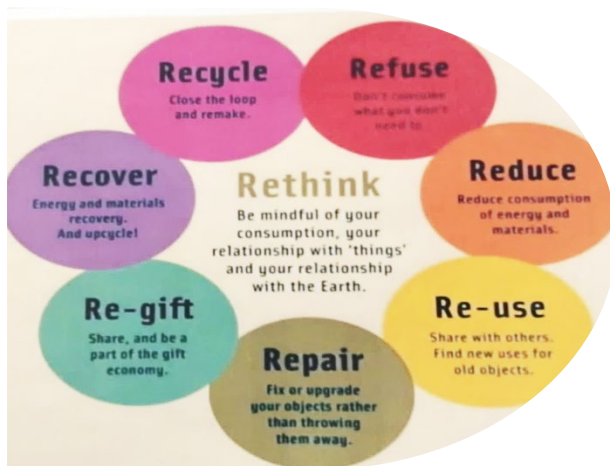 Recycle
Close the loop
and remake.
Refuse
Don't consume
what you don't
need to.
Recover
Energy and materials
recovery.
And upcycle!
Rethink
Be mindful of your
consumption, your
relationship with 'things'
and your relationship
with the Earth.
Reduce
Reduce consumption
of energy and
materials.
Re-gift
Share, and be a
part of the gift
economy.
Repair
Fix or upgrade
your objects rather
than throwing
them away.
Re-use
Share with others.
Find new uses for
old objects.